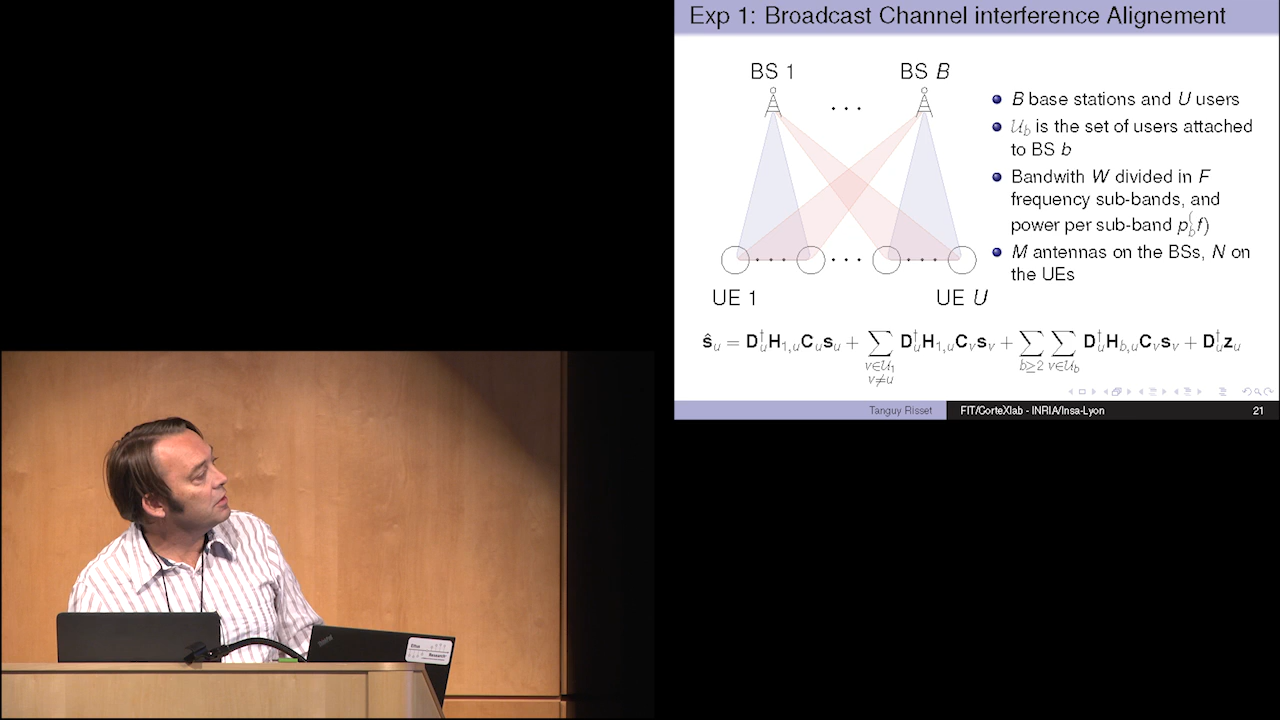 Exp 1: Broadcast Channel interference Alignement
BS 1
BS B
. . .
B base stations and U users
𝒰_b is the set of users attached
to BS b
Bandwith W divided in F
frequency sub-bands, and
power per sub-band p_b^{f)
M antennas on the BSs, N on
the UEs
UE 1
UE U
ŝ_u = D_u^† H_{1,u} C_u s_u + ∑_{v∈𝒰_1, v≠u} D_u^† H_{1,u} C_v s_v + ∑_{b≥2} ∑_{v∈𝒰_b} D_u^† H_{b,u} C_v s_v + D_u^† z_u
Tanguy Risset
FIT/CorteXlab - INRIA/Insa-Lyon
21
Ettus
Research